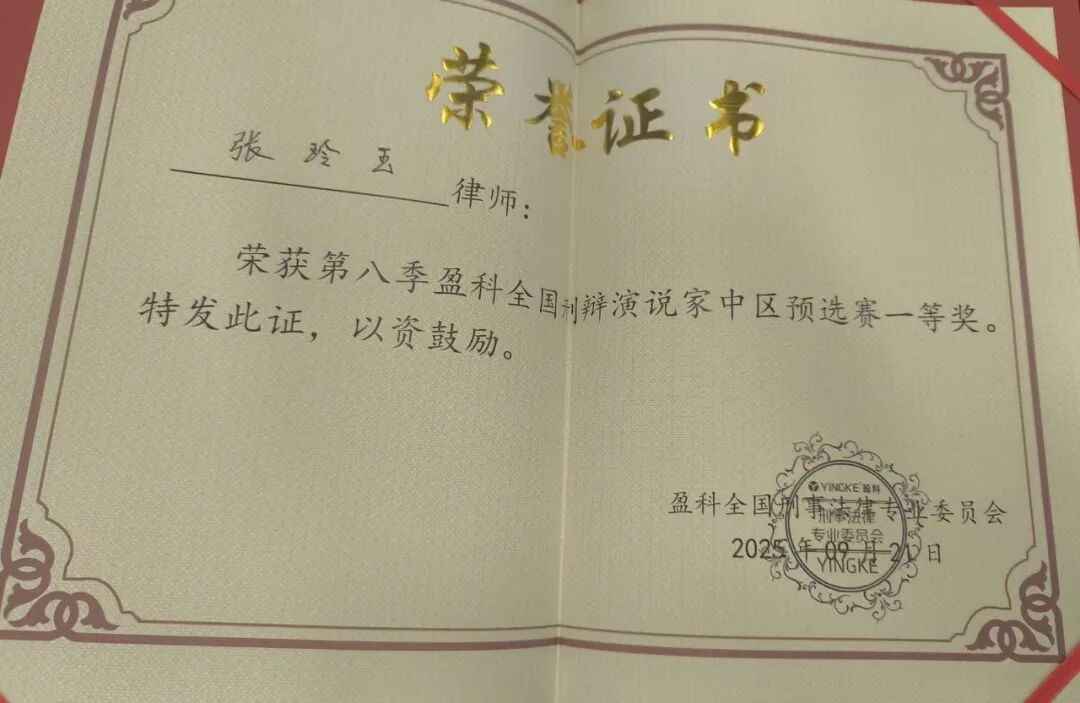 荣誉证书
张玲玉律师：
荣获第八季盈科全国刑辩演说家中区预选赛一等奖。
特发此证，以资鼓励。
盈科全国刑事法律专业委员会
2025年09月21日
YINGKE 盈科
刑事法律
专业委员会
YINGKE